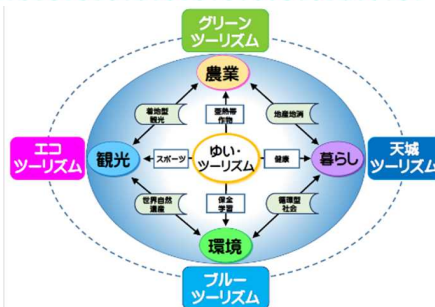 グリーン
ツーリズム
農業
着地型
観光
亜熱帯
作物
地産地消
エコ
ツーリズム
観光
スポーツ
ゆい・
ツーリズム
健康
暮らし
天城
ツーリズム
世界自然
遺産
保全
学習
循環型
社会
環境
ブルー
ツーリズム